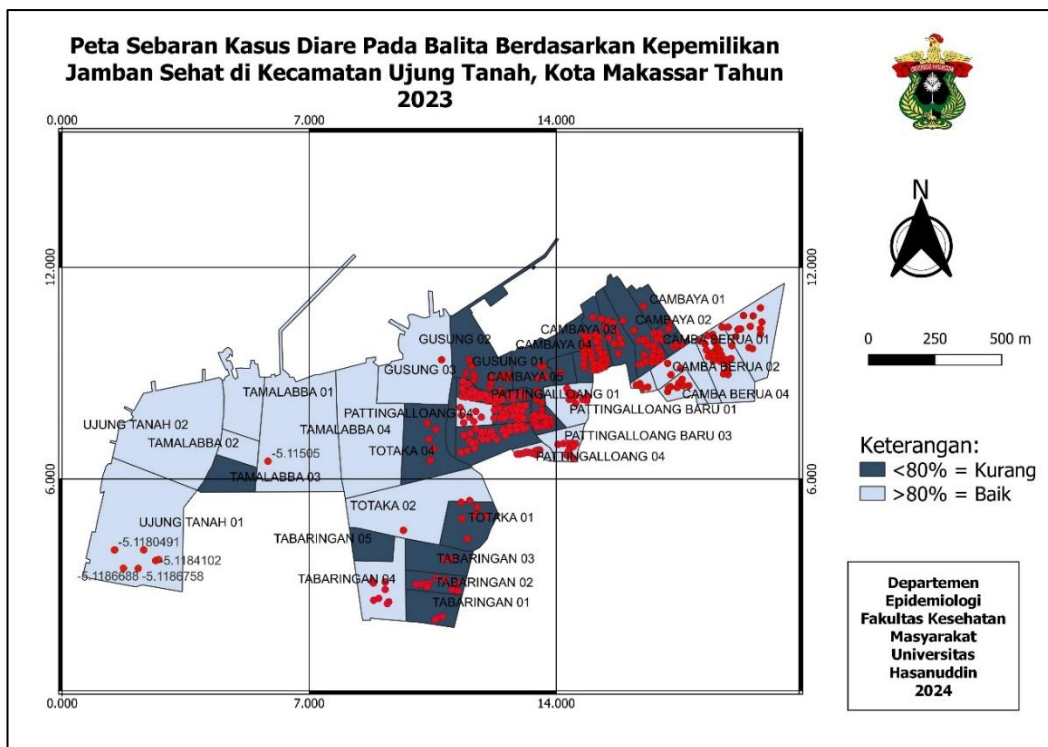 Peta Sebaran Kasus Diare Pada Balita Berdasarkan Kepemilikan
Jamban Sehat di Kecamatan Ujung Tanah, Kota Makassar Tahun
2023
0.000
7.000
14.000
N
12.000
12.000
CAMBAYA 01
CAMBAYA 02
GUSUNG 02
CAMBAYA 03
CAMBA BERUA 01
CAMBAYA 04
0 250 500 m
GUSUNG 01
GUSUNG 03
CAMBAYA 05
CAMBA BERUA 02
TAMALABBA 01
PATTINGALLOANG 01
CAMBA BERUA 04
PATTINGALLOANG 04
PATTINGALLOANG BARU 01
UJUNG TANAH 02
TAMALABBA 04
TAMALABBA 02
PATTINGALLOANG BARU 03
TOTAKA 04
PATTINGALLOANG 04
-5.11505
TAMALABBA 03
Keterangan:
<80% = Kurang
>80% = Baik
6.000
6.000
TOTAKA 02
UJUNG TANAH 01
TOTAKA 01
TABARINGAN 05
-5.1180491
-5.1184102
TABARINGAN 03
-5.1186688
-5.1186758
TABARINGAN 04
TABARINGAN 02
TABARINGAN 01
Departemen
Epidemiologi
Fakultas Kesehatan
Masyarakat
Universitas
Hasanuddin
2024
0.000
7.000
14.000